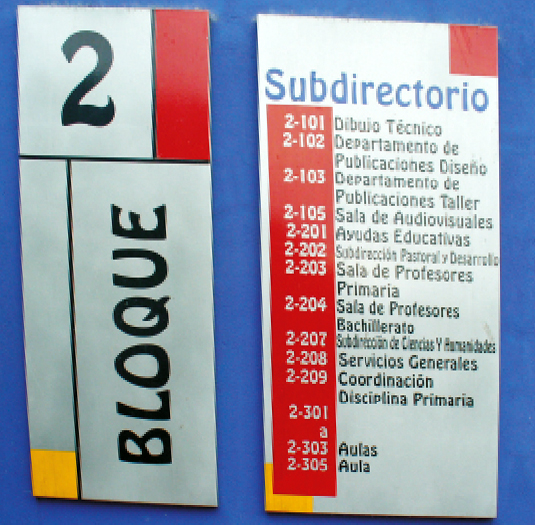 2
BLOQUE
Subdirectorio
2-101 Dibujo Técnico
2-102 Departamento de
Publicaciones Diseño
2-103 Departamento de
Publicaciones Taller
2-105 Sala de Audiovisuales
2-201 Ayudas Educativas
2-202 Subdirección Pastoral y Desarrollo
2-203 Sala de Profesores
Primaria
2-204 Sala de Profesores
Bachillerato
2-207 Subdirección de Ciencias Y Humanidades
2-208 Servicios Generales
2-209 Coordinación
Disciplina Primaria
2-301
a
2-303 Aulas
2-305 Aula